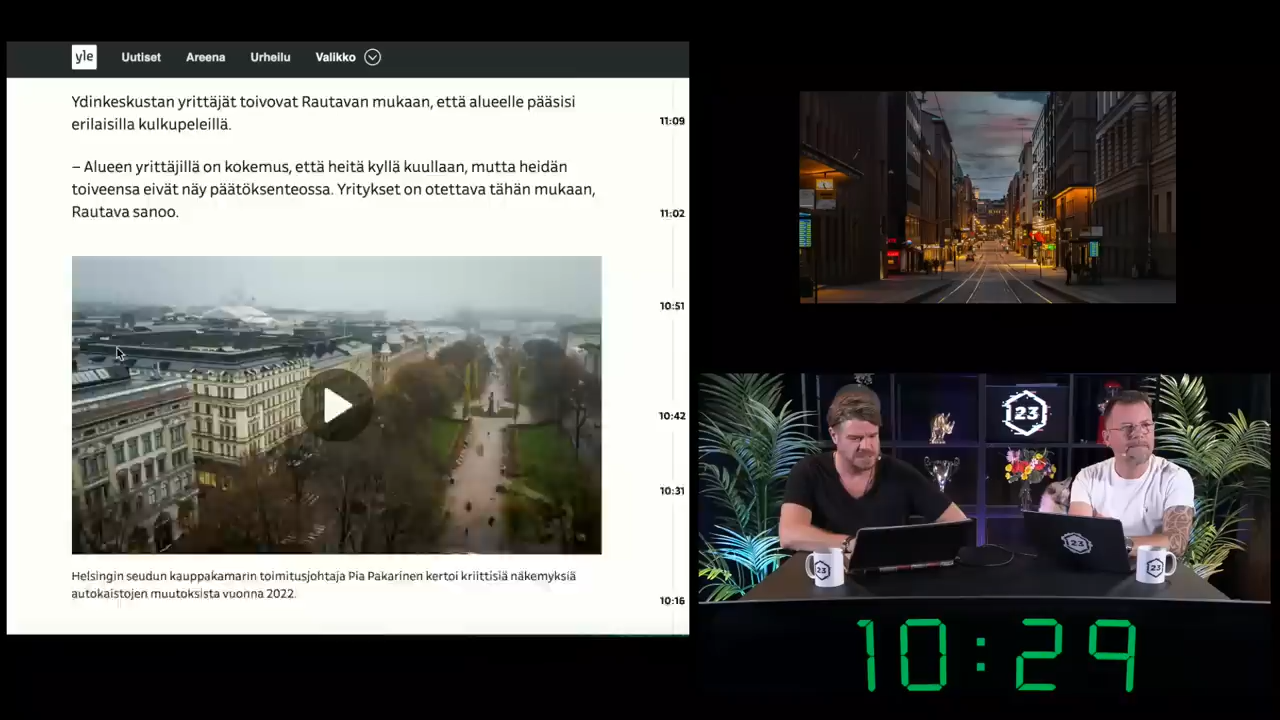 yle
Uutiset
Areena
Urheilu
Valikko
Ydinkeskustan yrittäjät toivovat Rautavan mukaan, että alueelle pääsisi
erilaisilla kulkupeleillä.
– Alueen yrittäjillä on kokemus, että heitä kyllä kuullaan, mutta heidän
toiveensa eivät näy päätöksenteossa. Yritykset on otettava tähän mukaan,
Rautava sanoo.
Helsingin seudun kauppakamarin toimitusjohtaja Pia Pakarinen kertoi kriittisiä näkemyksiä
autokaistojen muutoksista vuonna 2022.
11:09
11:02
10:51
10:42
10:31
10:16
23
23
23
23
10:29